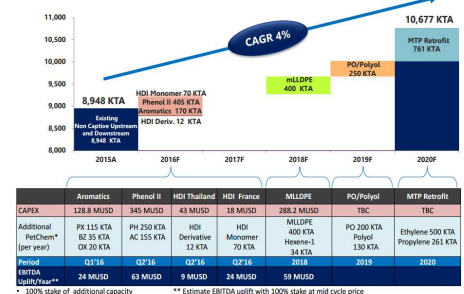 11,000
10,500
10,000
9,500
9,000
8,500
8,000
CAGR 4%
10,677 KTA
MTP Retrofit
761 KTA
PO/Polyol
250 KTA
mLLDPE
400 KTA
8,948 KTA
HDI Monomer 70 KTA
Phenol II 405 KTA
Aromatics 170 KTA
HDI Deriv. 12 KTA
Existing
Non Captive Upstream
and Downstream
8,948 KTA
2015A 2016F 2017F 2018F 2019F 2020F
Aromatics Phenol II HDI Thailand HDI France MLLDPE PO/Polyol MTP Retrofit
CAPEX 128.8 MUSD 345 MUSD 43 MUSD 18 MUSD 288.2 MUSD TBC TBC
Additional
PetChem*
(per year)
PX 115 KTA
BZ 35 KTA
OX 20 KTA
PH 250 KTA
AC 155 KTA
HDI
Derivative
12 KTA
HDI
Monomer
70 KTA
MLLDPE
400 KTA
Hexene-1
34 KTA
PO 200 KTA
Polyol
130 KTA
Ethylene 500 KTA
Propylene 261 KTA
Period Q1'16 Q2'16 Q2'16 Q2'16 2018 2019 2020
EBITDA
Uplift/Year**
24 MUSD 63 MUSD 9 MUSD 24 MUSD 59 MUSD
* 100% stake of additional capacity ** Estimate EBITDA uplift with 100% stake at mid cycle price